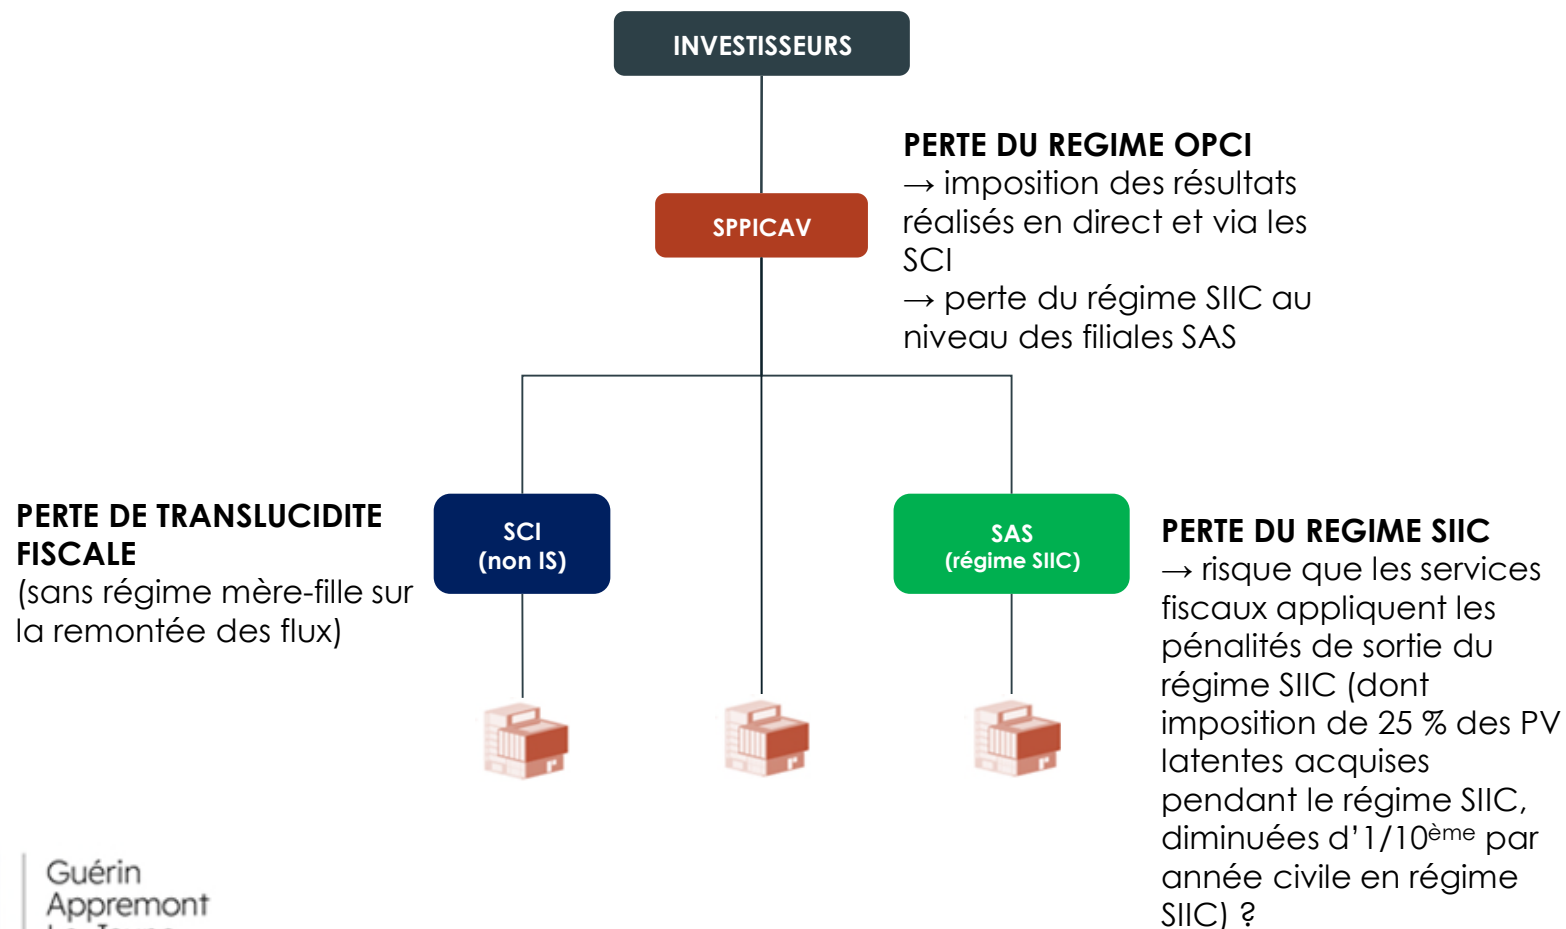 INVESTISSEURS
PERTE DU REGIME OPCI
→ imposition des résultats
réalisés en direct et via les
SCI
→ perte du régime SIIC au
niveau des filiales SAS
SPPICAV
PERTE DE TRANSLUCIDITE
FISCALE
(sans régime mère-fille sur
la remontée des flux)
SCI
(non IS)
SAS
(régime SIIC)
PERTE DU REGIME SIIC
→ risque que les services
fiscaux appliquent les
pénalités de sortie du
régime SIIC (dont
imposition de 25 % des PV
latentes acquises
pendant le régime SIIC,
diminuées d’1/10ème par
année civile en régime
SIIC) ?
Guérin
Appremont